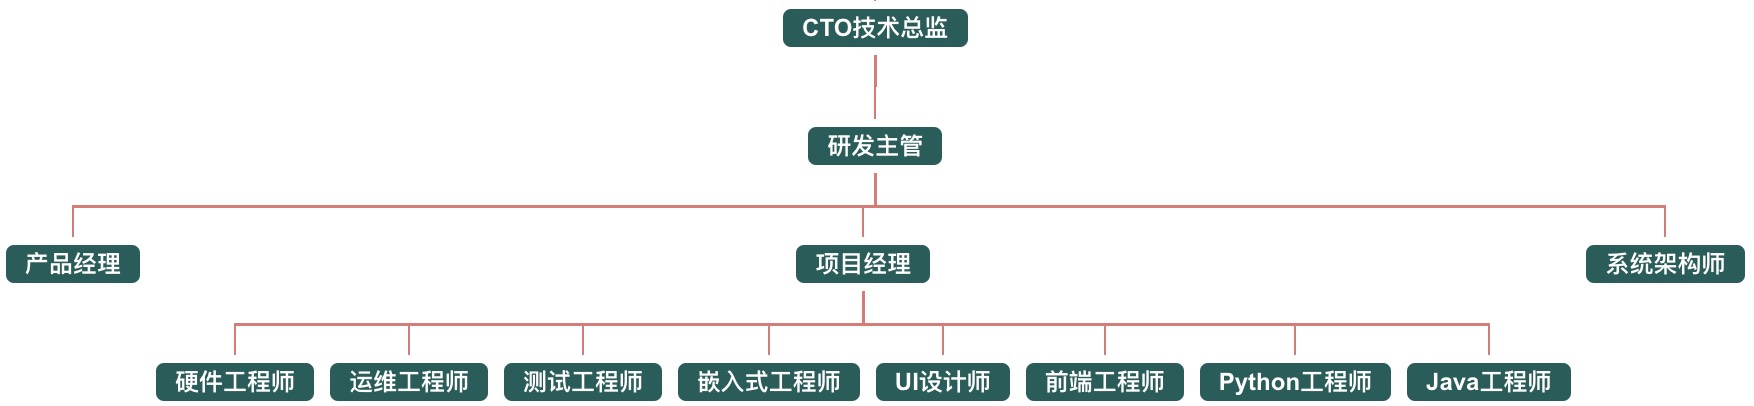 CTO技术总监
研发主管
产品经理
项目经理
系统架构师
硬件工程师
运维工程师
测试工程师
嵌入式工程师
UI设计师
前端工程师
Python工程师
Java工程师